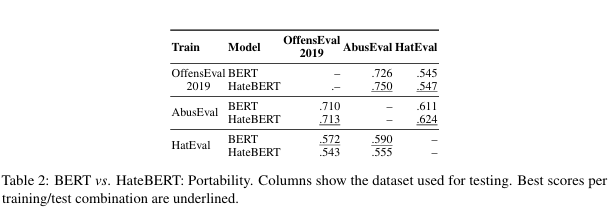 Train Model OffensEval 2019 AbusEval HatEval
OffensEval 2019 BERT – .726 .545
HateBERT .– .750 .547
AbusEval BERT .710 – .611
HateBERT .713 – .624
HatEval BERT .572 .590 –
HateBERT .543 .555 –
Table 2: BERT vs. HateBERT: Portability. Columns show the dataset used for testing. Best scores per
training/test combination are underlined.